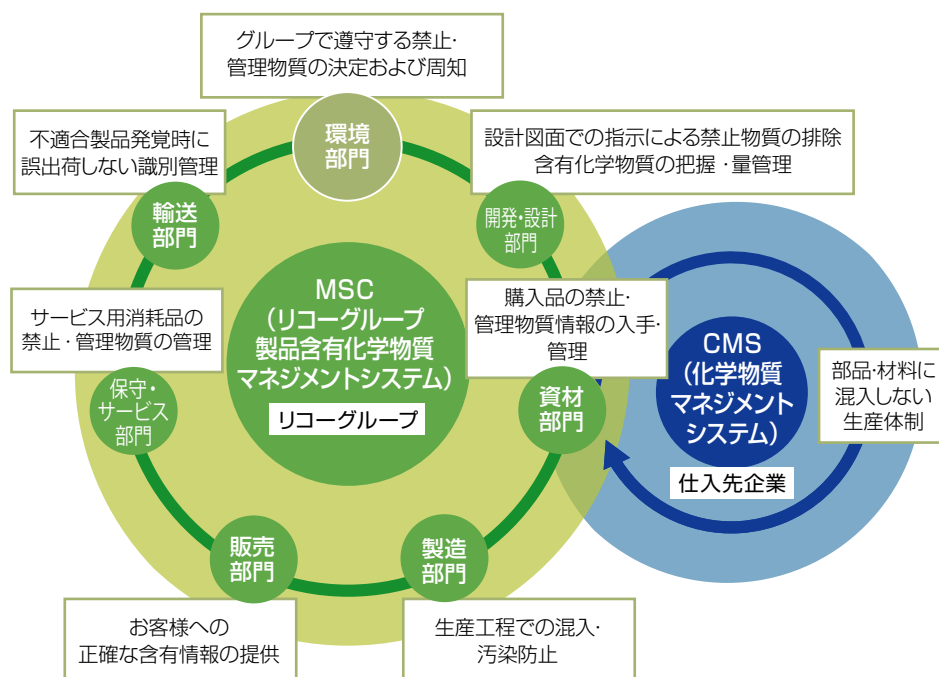 グループで遵守する禁止・
管理物質の決定および周知
環境
部門
不適合製品発覚時に
誤出荷しない識別管理
輸送
部門
設計図面での指示による禁止物質の排除
含有化学物質の把握・量管理
開発・設計
部門
MSC
（リコーグループ
製品含有化学物質
マネジメントシステム）
リコーグループ
購入品の禁止・
管理物質情報の入手・
管理
資材
部門
サービス用消耗品の
禁止・管理物質の管理
保守・
サービス
部門
CMS
（化学物質
マネジメント
システム）
仕入先企業
部品・材料に
混入しない
生産体制
販売
部門
お客様への
正確な含有情報の提供
製造
部門
生産工程での混入・
汚染防止